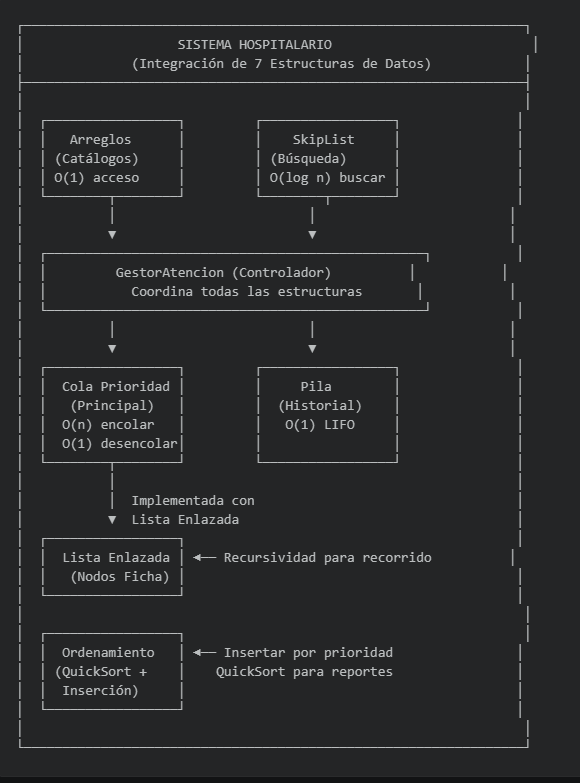 SISTEMA HOSPITALARIO
(Integración de 7 Estructuras de Datos)
Arreglos SkipList
(Catálogos) (Búsqueda)
O(1) acceso O(log n) buscar
GestorAtencion (Controlador)
Coordina todas las estructuras
Cola Prioridad Pila
(Principal) (Historial)
O(n) encolar O(1) LIFO
O(1) desencolar
Implementada con
Lista Enlazada
Lista Enlazada Recursividad para recorrido
(Nodos Ficha)
Ordenamiento Insertar por prioridad
(QuickSort + QuickSort para reportes
Inserción)